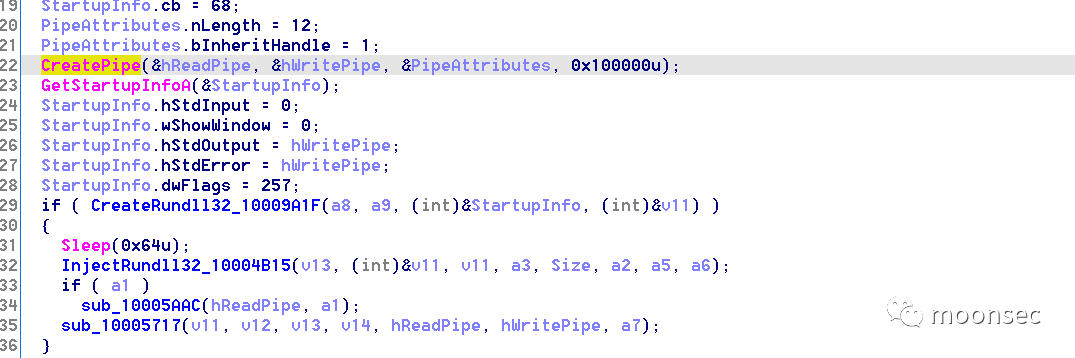 19 StartupInfo.cb = 68;
20 PipeAttributes.nLength = 12;
21 PipeAttributes.bInheritHandle = 1;
22 CreatePipe(&hReadPipe, &hWritePipe, &PipeAttributes, 0x100000u);
23 GetStartupInfoA(&StartupInfo);
24 StartupInfo.hStdInput = 0;
25 StartupInfo.wShowWindow = 0;
26 StartupInfo.hStdOutput = hWritePipe;
27 StartupInfo.hStdError = hWritePipe;
28 StartupInfo.dwFlags = 257;
29 if ( CreateRundll32_10009A1F(a8, a9, (int)&StartupInfo, (int)&v11) )
30 {
31 Sleep(0x64u);
32 InjectRundll32_10004B15(v13, (int)&v11, v11, a3, Size, a2, a5, a6);
33 if ( a1 )
34 sub_10005AAC(hReadPipe, a1);
35 sub_10005717(v11, v12, v13, v14, hReadPipe, hWritePipe, a7);
36 }
moonsec